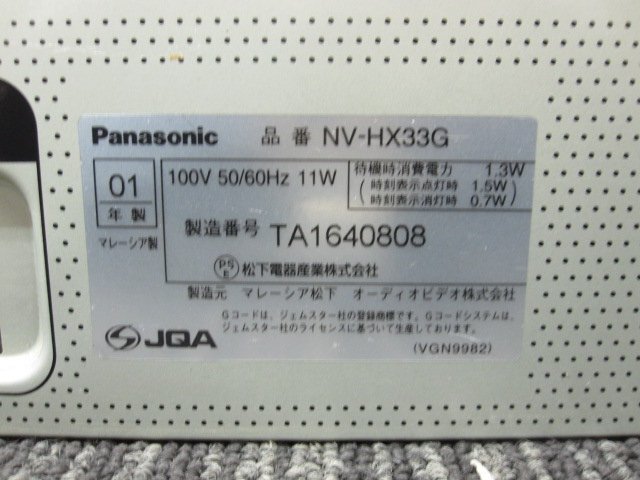 Panasonic 品番 NV-HX33G
01
年製
マレーシア製
100V 50/60Hz 11W
待機時消費電力 1.3W
(時刻表示点灯時 1.5W
時刻表示消灯時 0.7W)
製造番号 TA1640808
PSE 松下電器産業株式会社
製造元 マレーシア松下 オーディオビデオ株式会社
Gコードは、ジェムスター社の登録商標です。Gコードシステムは、
ジェムスター社のライセンスに基づいて生産しております。
JQA
(VGN9982)